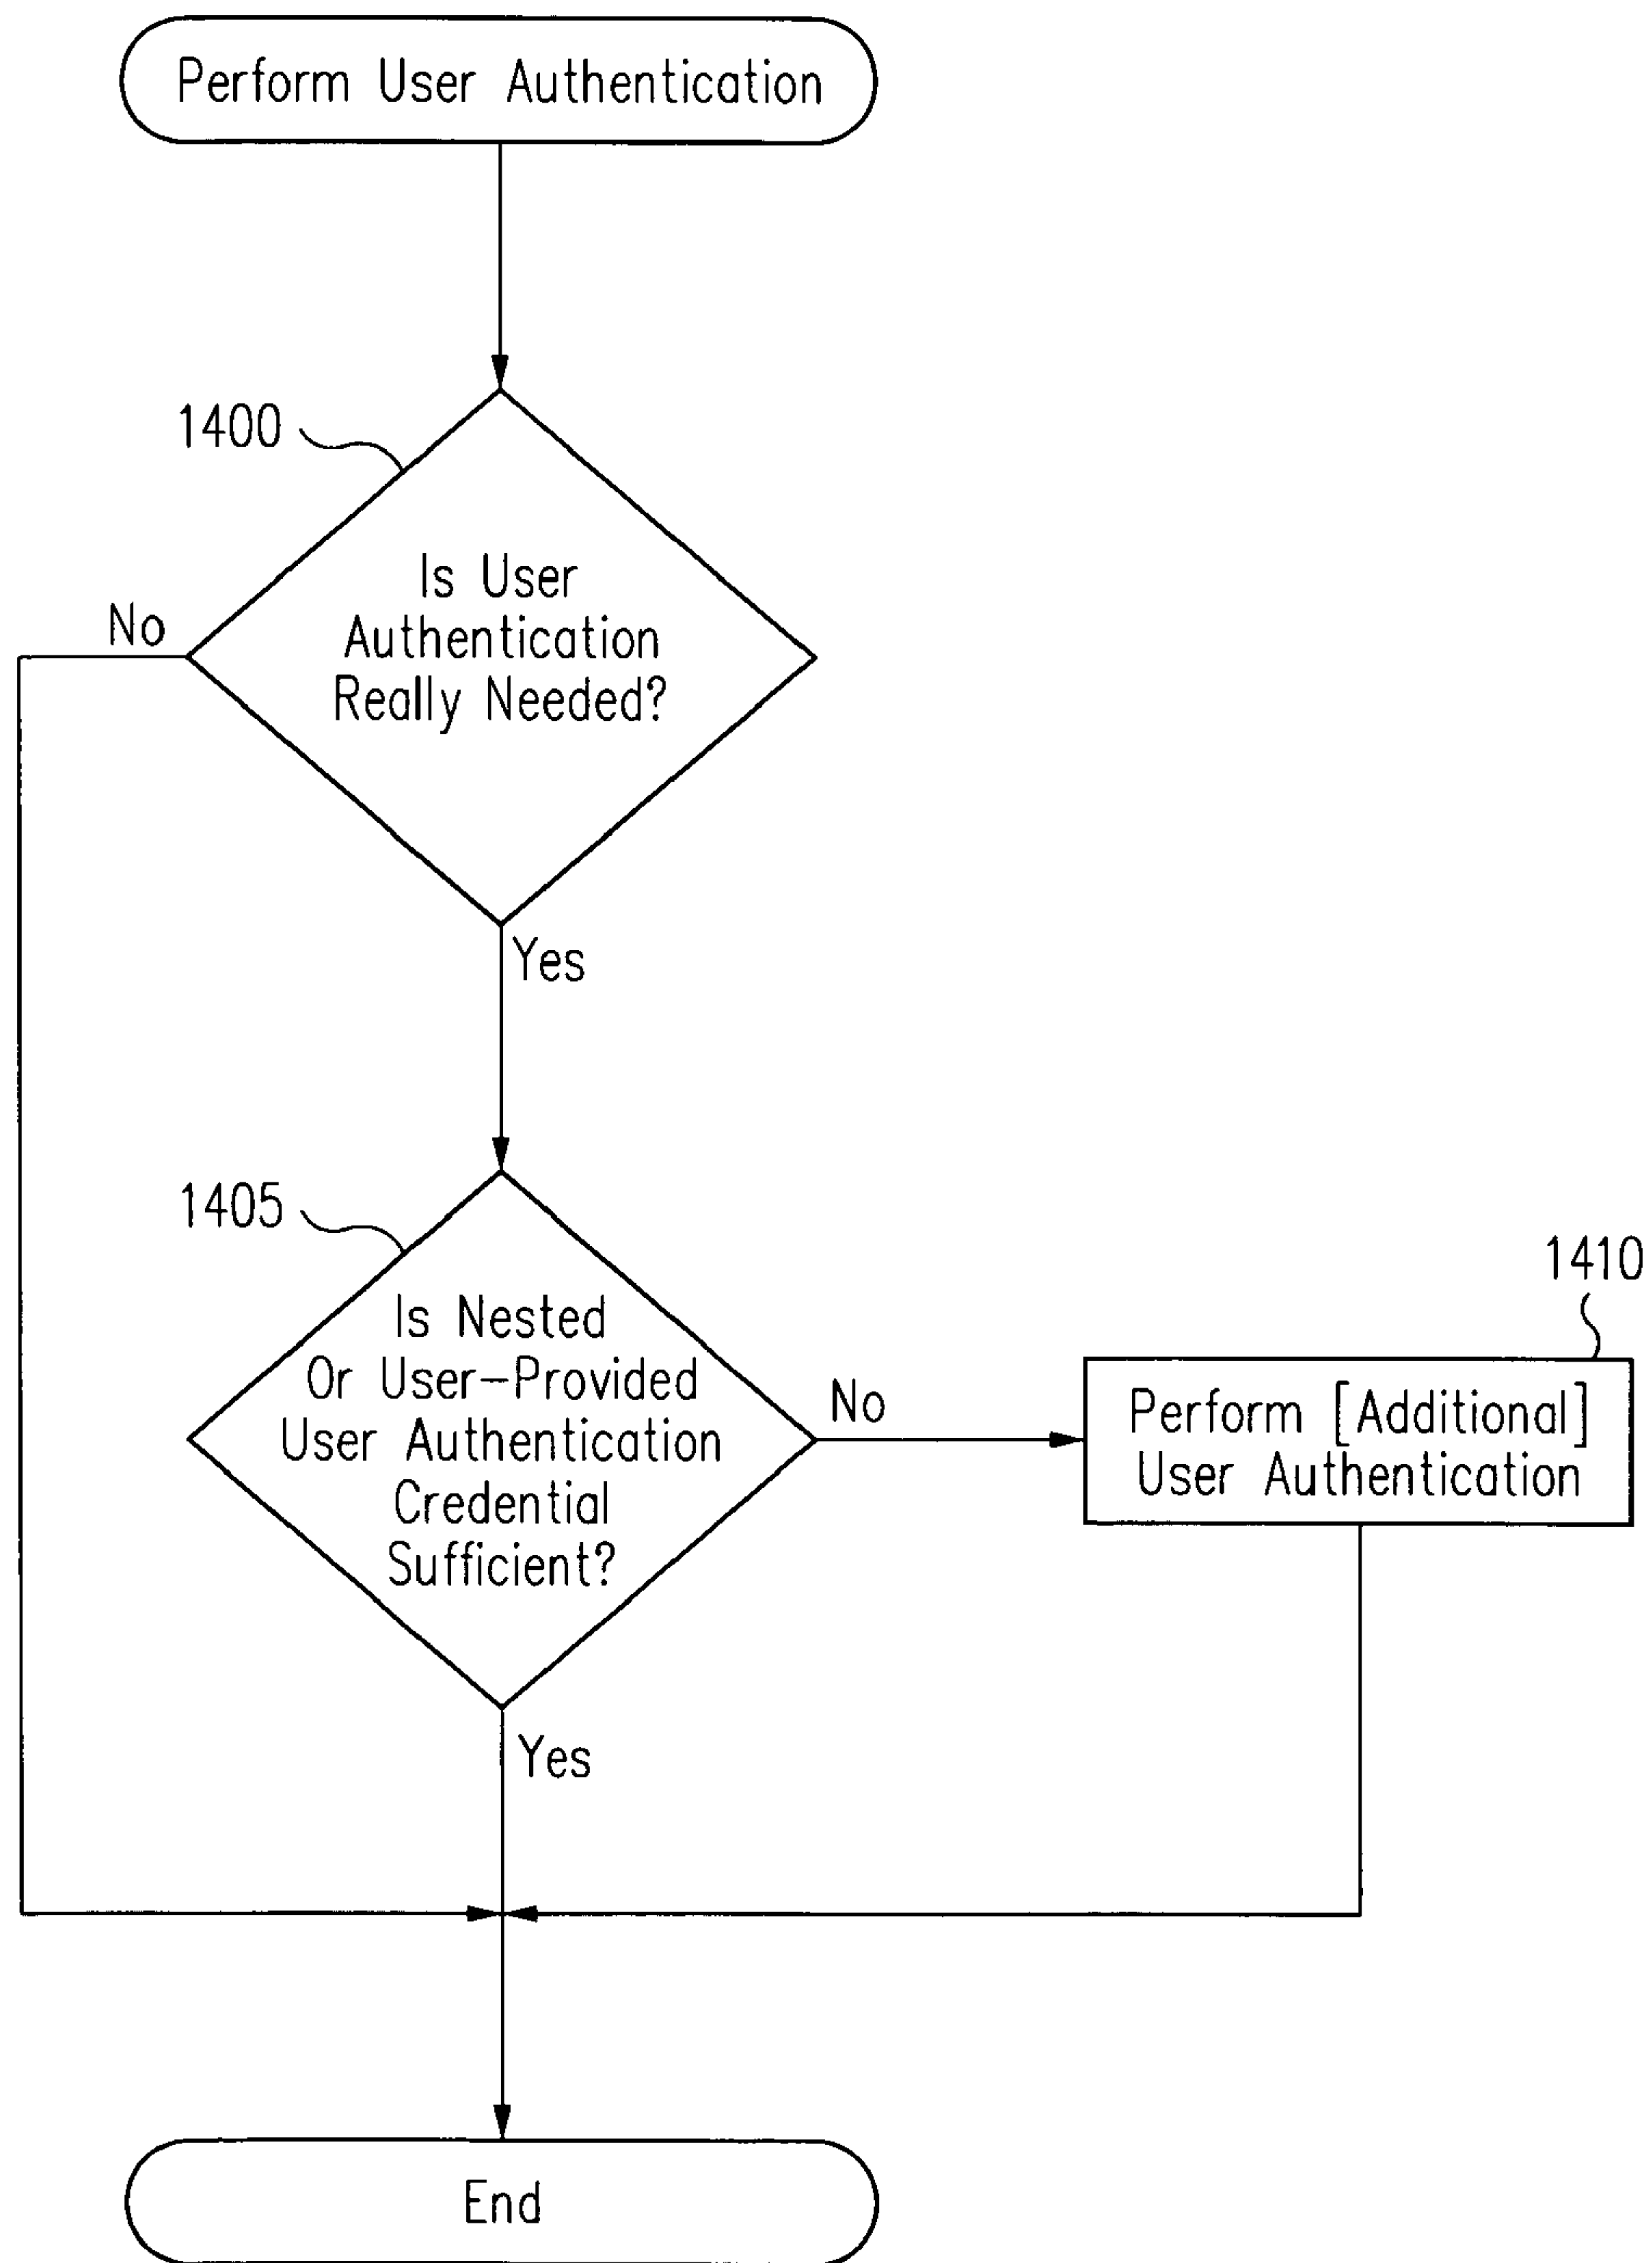 Perform User Authentication
1400
Is User
Authentication
Really Needed?
No
Yes
1405
Is Nested
Or User-Provided
User Authentication
Credential
Sufficient?
No
1410
Perform [Additional]
User Authentication
Yes
End